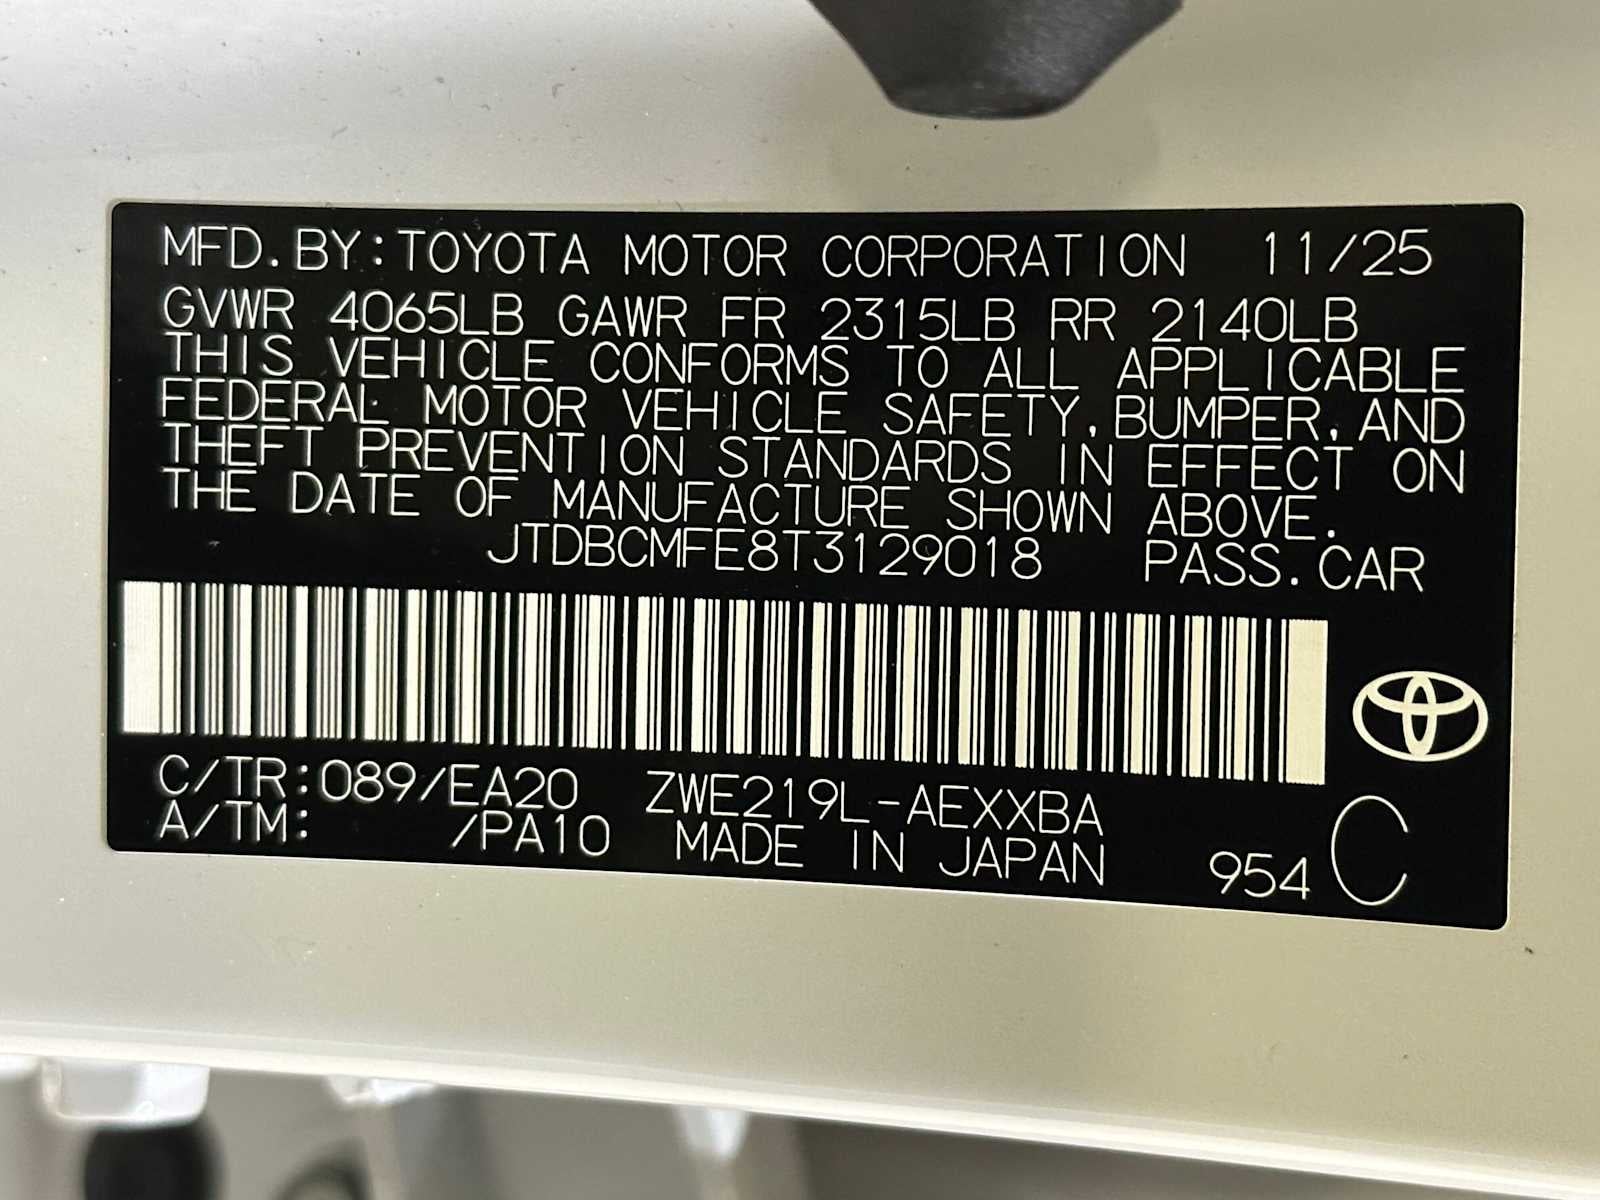 MFD.BY:TOYOTA MOTOR CORPORATION 11/25
GVWR 4065LB GAWR FR 2315LB RR 2140LB
THIS VEHICLE CONFORMS TO ALL APPLICABLE
FEDERAL MOTOR VEHICLE SAFETY,BUMPER,AND
THEFT PREVENTION STANDARDS IN EFFECT ON
THE DATE OF MANUFACTURE SHOWN ABOVE.
JTDBCMFE8T3129018 PASS.CAR
C/TR:089/EA20 ZWE219L-AEXXBA
A/TM: /PA10 MADE IN JAPAN 954 C